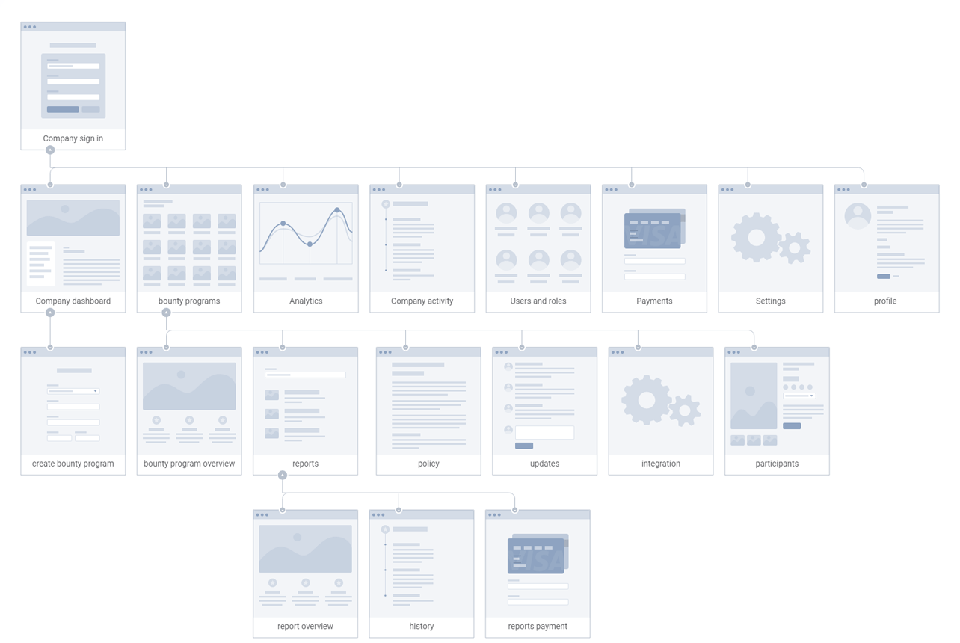 Company sign in
Company dashboard
bounty programs
Analytics
Company activity
Users and roles
VISA
Payments
Settings
profile
create bounty program
bounty program overview
reports
policy
updates
integration
participants
report overview
history
VISA
reports payment